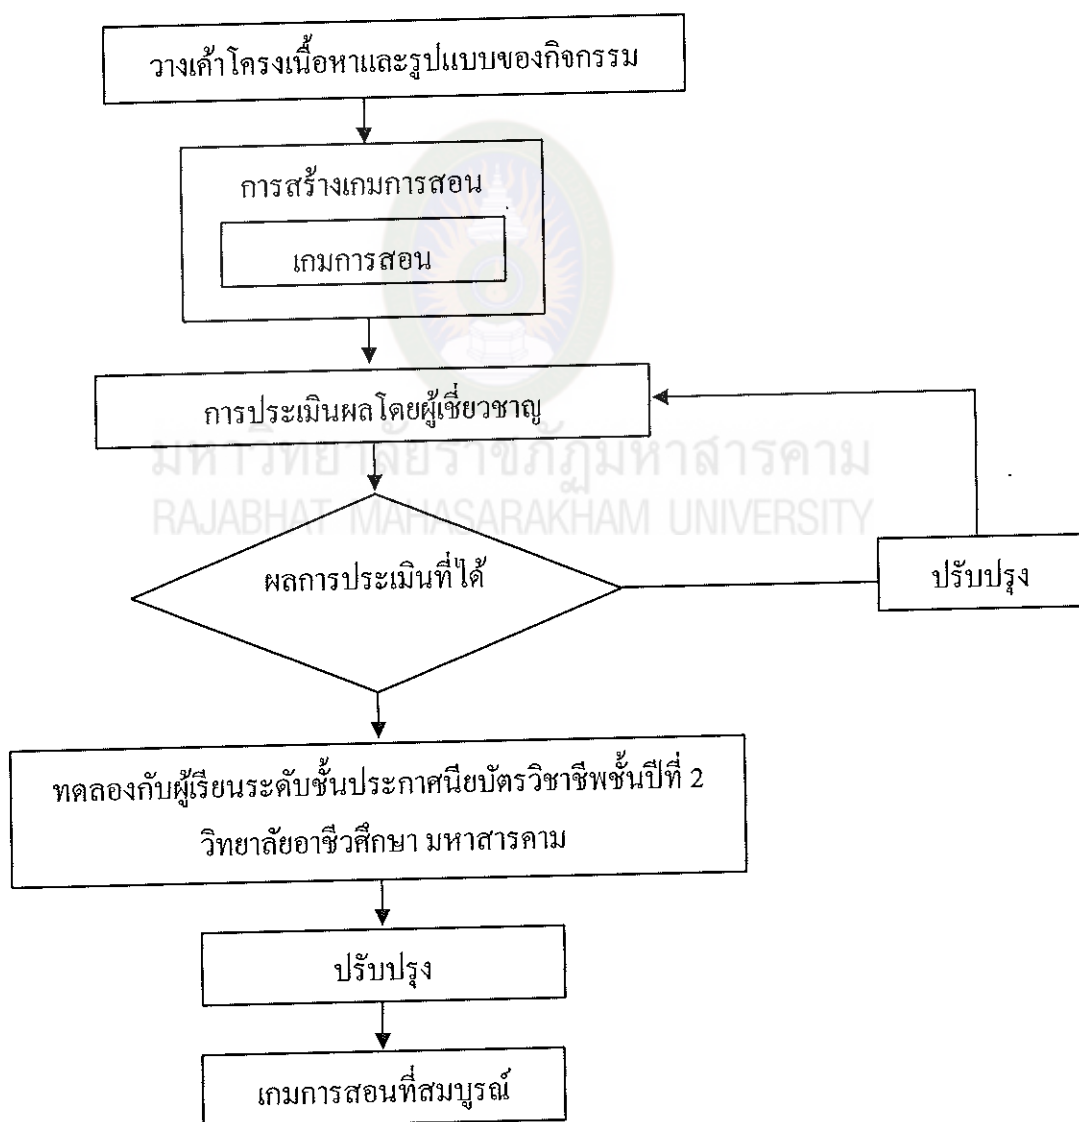 วางเค้าโครงเนื้อหาและรูปแบบของกิจกรรม
การสร้างเกมการสอน
เกมการสอน
การประเมินผลโดยผู้เชี่ยวชาญ
มหาวิทยาลัยราชภัฏมหาสารคาม
RAJABHAT MAHASARAKHAM UNIVERSITY
ผลการประเมินที่ได้
ปรับปรุง
ทดลองกับผู้เรียนระดับชั้นประกาศนียบัตรวิชาชีพชั้นปีที่ 2
วิทยาลัยอาชีวศึกษา มหาสารคาม
ปรับปรุง
เกมการสอนที่สมบูรณ์